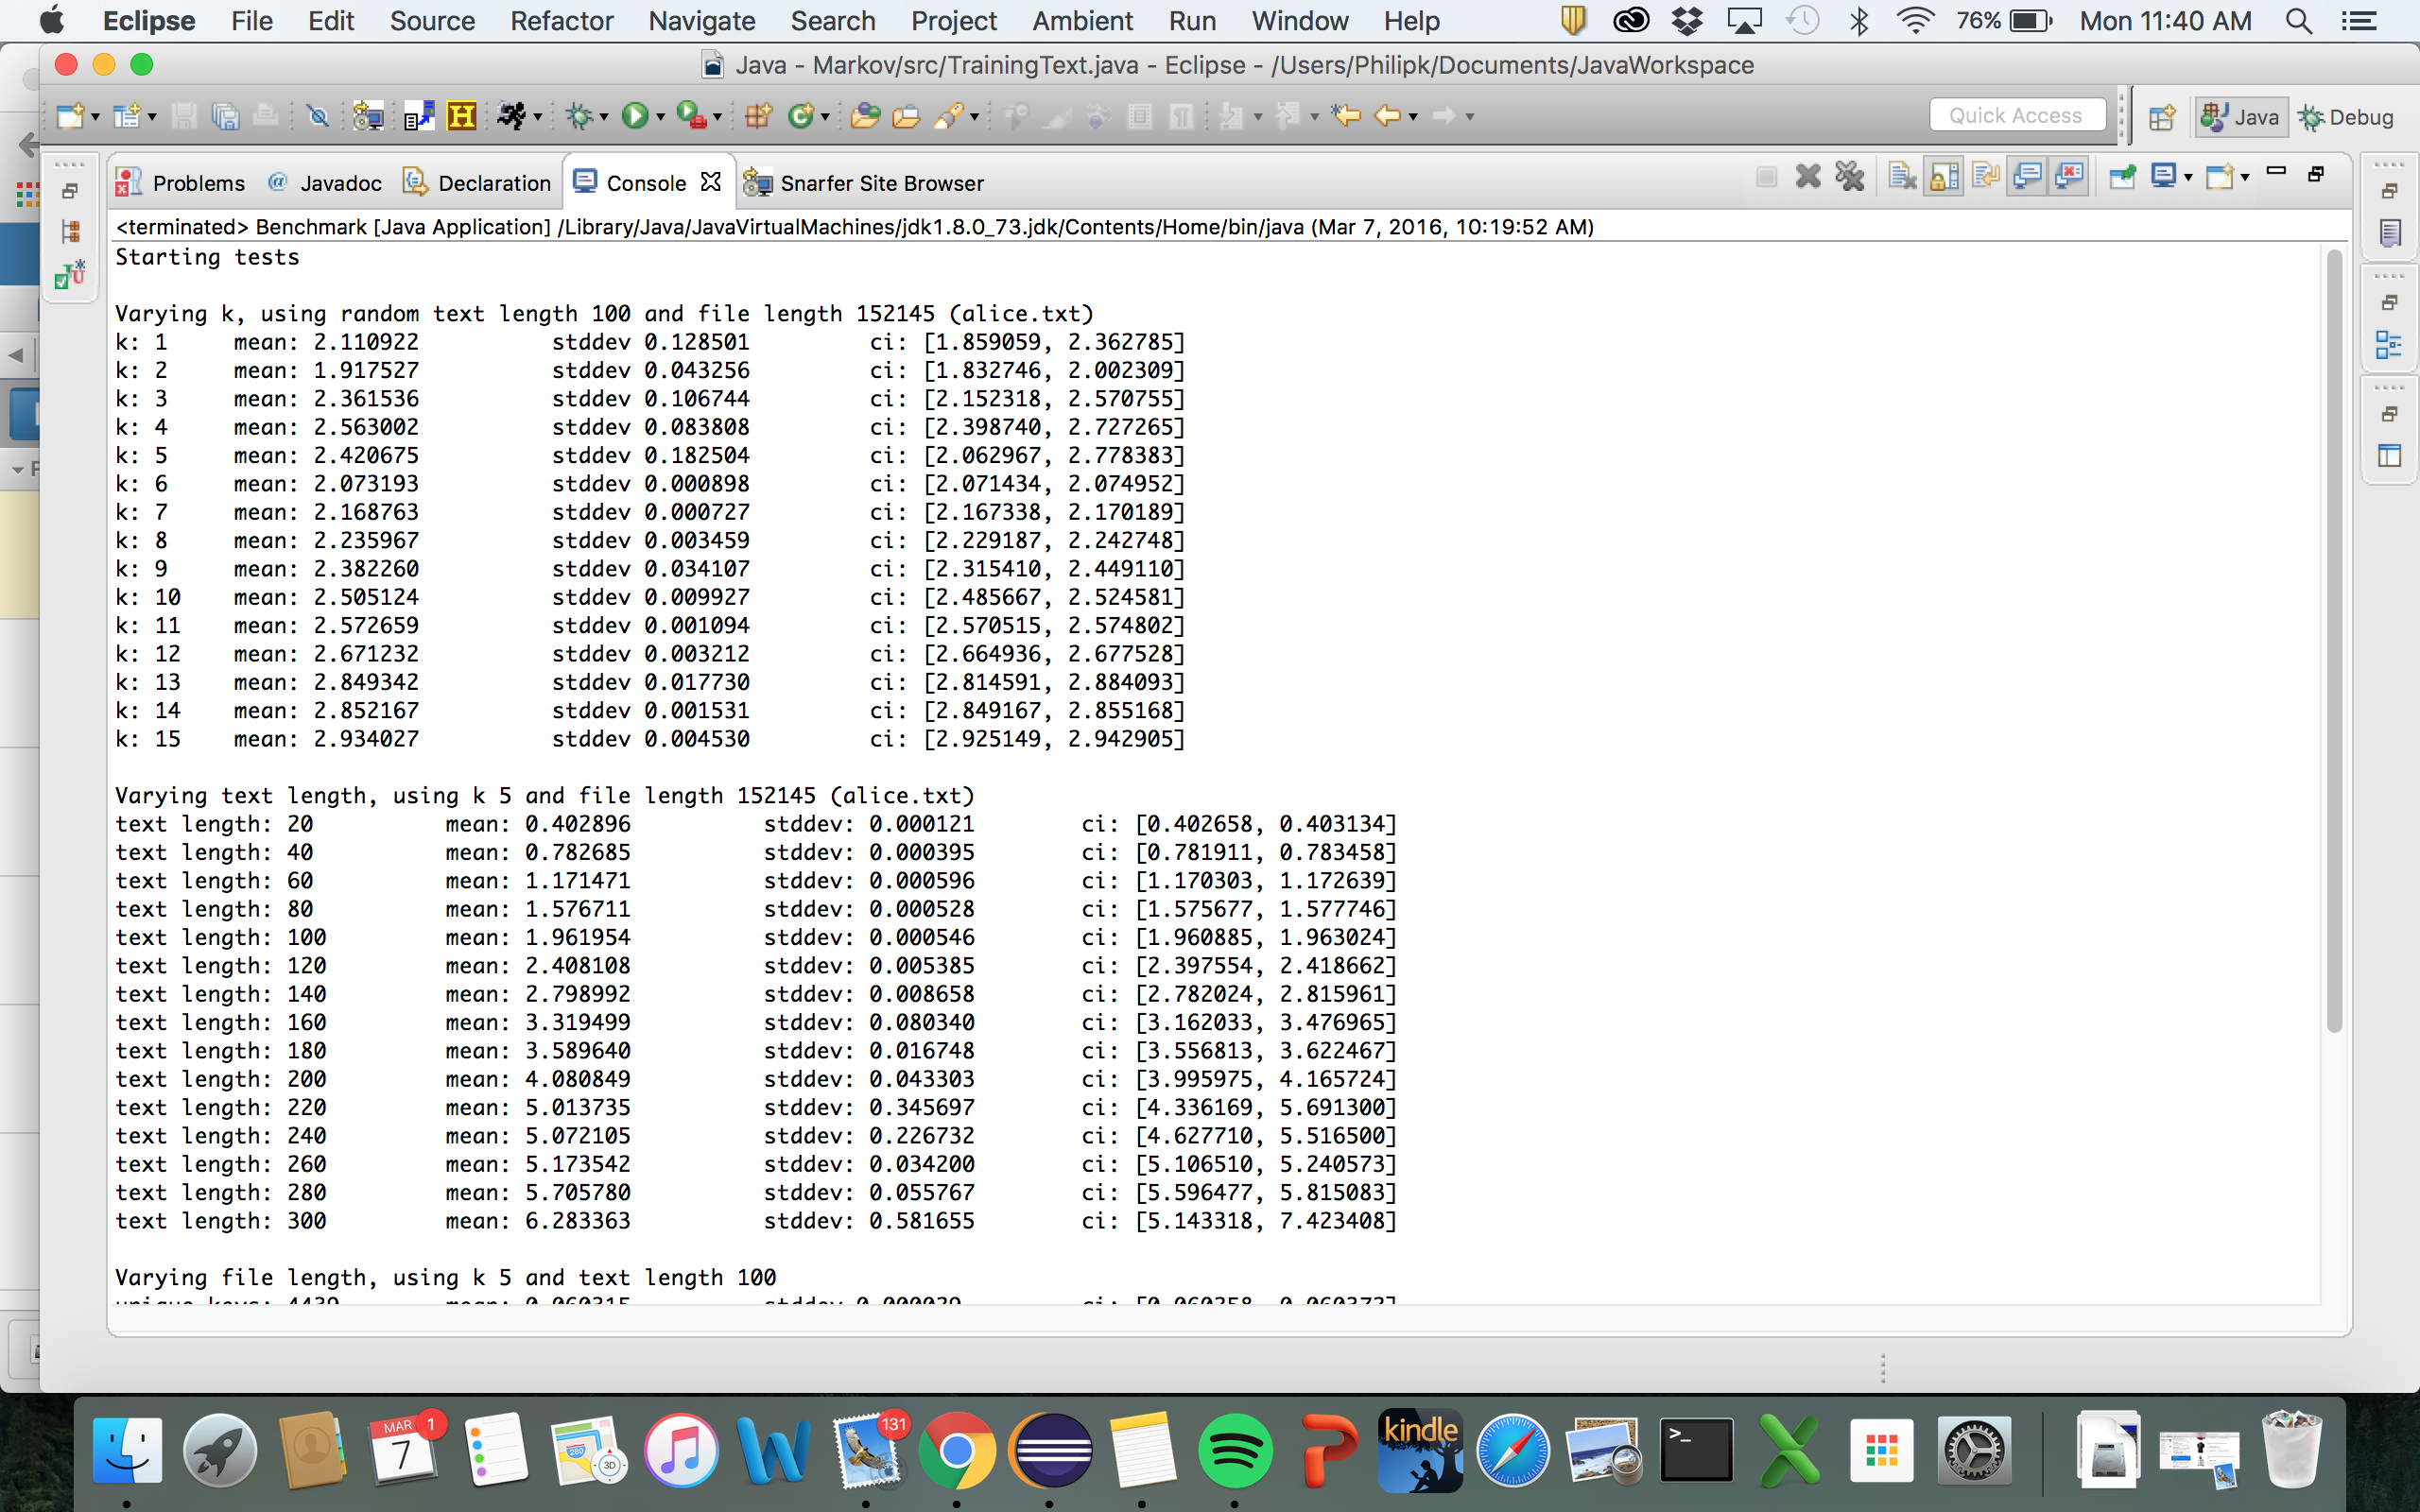 Eclipse File Edit Source Refactor Navigate Search Project Ambient Run Window Help 76% Mon 11:40 AM
Java - Markov/src/TrainingText.java - Eclipse - /Users/Philipk/Documents/JavaWorkspace
Quick Access Java Debug
Problems @ Javadoc Declaration Console Snarfer Site Browser
<terminated> Benchmark [Java Application] /Library/Java/JavaVirtualMachines/jdk1.8.0_73.jdk/Contents/Home/bin/java (Mar 7, 2016, 10:19:52 AM)
Starting tests
Varying k, using random text length 100 and file length 152145 (alice.txt)
k: 1 mean: 2.110922 stddev 0.128501 ci: [1.859059, 2.362785]
k: 2 mean: 1.917527 stddev 0.043256 ci: [1.832746, 2.002309]
k: 3 mean: 2.361536 stddev 0.106744 ci: [2.152318, 2.570755]
k: 4 mean: 2.563002 stddev 0.083808 ci: [2.398740, 2.727265]
k: 5 mean: 2.420675 stddev 0.182504 ci: [2.062967, 2.778383]
k: 6 mean: 2.073193 stddev 0.000898 ci: [2.071434, 2.074952]
k: 7 mean: 2.168763 stddev 0.000727 ci: [2.167338, 2.170189]
k: 8 mean: 2.235967 stddev 0.003459 ci: [2.229187, 2.242748]
k: 9 mean: 2.382260 stddev 0.034107 ci: [2.315410, 2.449110]
k: 10 mean: 2.505124 stddev 0.009927 ci: [2.485667, 2.524581]
k: 11 mean: 2.572659 stddev 0.001094 ci: [2.570515, 2.574802]
k: 12 mean: 2.671232 stddev 0.003212 ci: [2.664936, 2.677528]
k: 13 mean: 2.849342 stddev 0.017730 ci: [2.814591, 2.884093]
k: 14 mean: 2.852167 stddev 0.001531 ci: [2.849167, 2.855168]
k: 15 mean: 2.934027 stddev 0.004530 ci: [2.925149, 2.942905]
Varying text length, using k 5 and file length 152145 (alice.txt)
text length: 20 mean: 0.402896 stddev: 0.000121 ci: [0.402658, 0.403134]
text length: 40 mean: 0.782685 stddev: 0.000395 ci: [0.781911, 0.783458]
text length: 60 mean: 1.171471 stddev: 0.000596 ci: [1.170303, 1.172639]
text length: 80 mean: 1.576711 stddev: 0.000528 ci: [1.575677, 1.577746]
text length: 100 mean: 1.961954 stddev: 0.000546 ci: [1.960885, 1.963024]
text length: 120 mean: 2.408108 stddev: 0.005385 ci: [2.397554, 2.418662]
text length: 140 mean: 2.798992 stddev: 0.008658 ci: [2.782024, 2.815961]
text length: 160 mean: 3.319499 stddev: 0.080340 ci: [3.162033, 3.476965]
text length: 180 mean: 3.589640 stddev: 0.016748 ci: [3.556813, 3.622467]
text length: 200 mean: 4.080849 stddev: 0.043303 ci: [3.995975, 4.165724]
text length: 220 mean: 5.013735 stddev: 0.345697 ci: [4.336169, 5.691300]
text length: 240 mean: 5.072105 stddev: 0.226732 ci: [4.627710, 5.516500]
text length: 260 mean: 5.173542 stddev: 0.034200 ci: [5.106510, 5.240573]
text length: 280 mean: 5.705780 stddev: 0.055767 ci: [5.596477, 5.815083]
text length: 300 mean: 6.283363 stddev: 0.581655 ci: [5.143318, 7.423408]
Varying file length, using k 5 and text length 100
MAR 7 1 131 kindle
280 3D >_